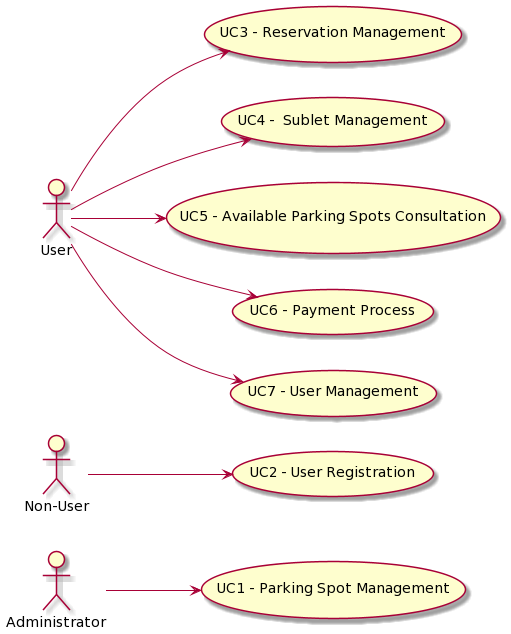 UC3 - Reservation Management
UC4 -  Sublet Management
UC5 - Available Parking Spots Consultation
User
UC6 - Payment Process
UC7 - User Management
UC2 - User Registration
Non-User
UC1 - Parking Spot Management
Administrator